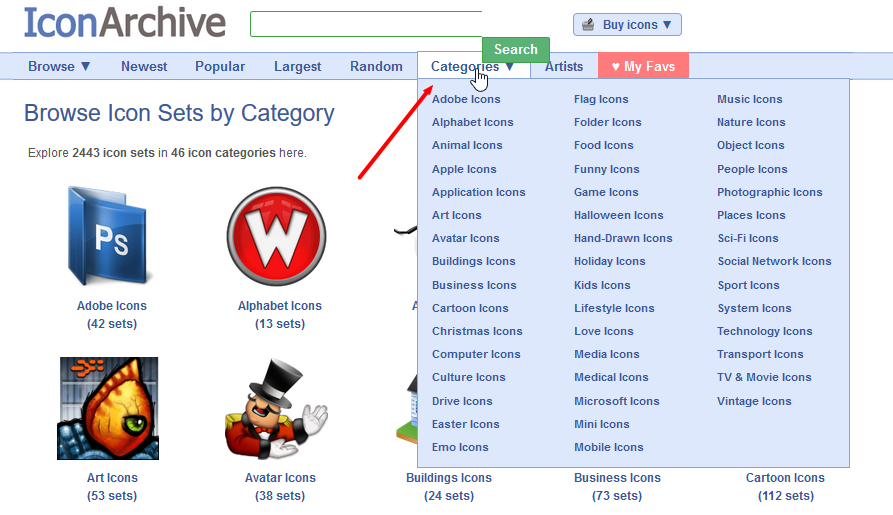 IconArchive
Search
Buy icons ▼
Browse ▼ Newest Popular Largest Random Categories ▼ Artists ♥ My Favs
Browse Icon Sets by Category
Explore 2443 icon sets in 46 icon categories here.
Adobe Icons
Alphabet Icons
Animal Icons
Apple Icons
Application Icons
Art Icons
Avatar Icons
Buildings Icons
Business Icons
Cartoon Icons
Christmas Icons
Computer Icons
Culture Icons
Drive Icons
Easter Icons
Emo Icons
Flag Icons
Folder Icons
Food Icons
Funny Icons
Game Icons
Halloween Icons
Hand-Drawn Icons
Holiday Icons
Kids Icons
Lifestyle Icons
Love Icons
Media Icons
Medical Icons
Microsoft Icons
Mini Icons
Mobile Icons
Music Icons
Nature Icons
Object Icons
People Icons
Photographic Icons
Places Icons
Sci-Fi Icons
Social Network Icons
Sport Icons
System Icons
Technology Icons
Transport Icons
TV & Movie Icons
Vintage Icons
Ps
W
Adobe Icons
(42 sets)
Alphabet Icons
(13 sets)
Art Icons
(53 sets)
Avatar Icons
(38 sets)
Buildings Icons
(24 sets)
Business Icons
(73 sets)
Cartoon Icons
(112 sets)